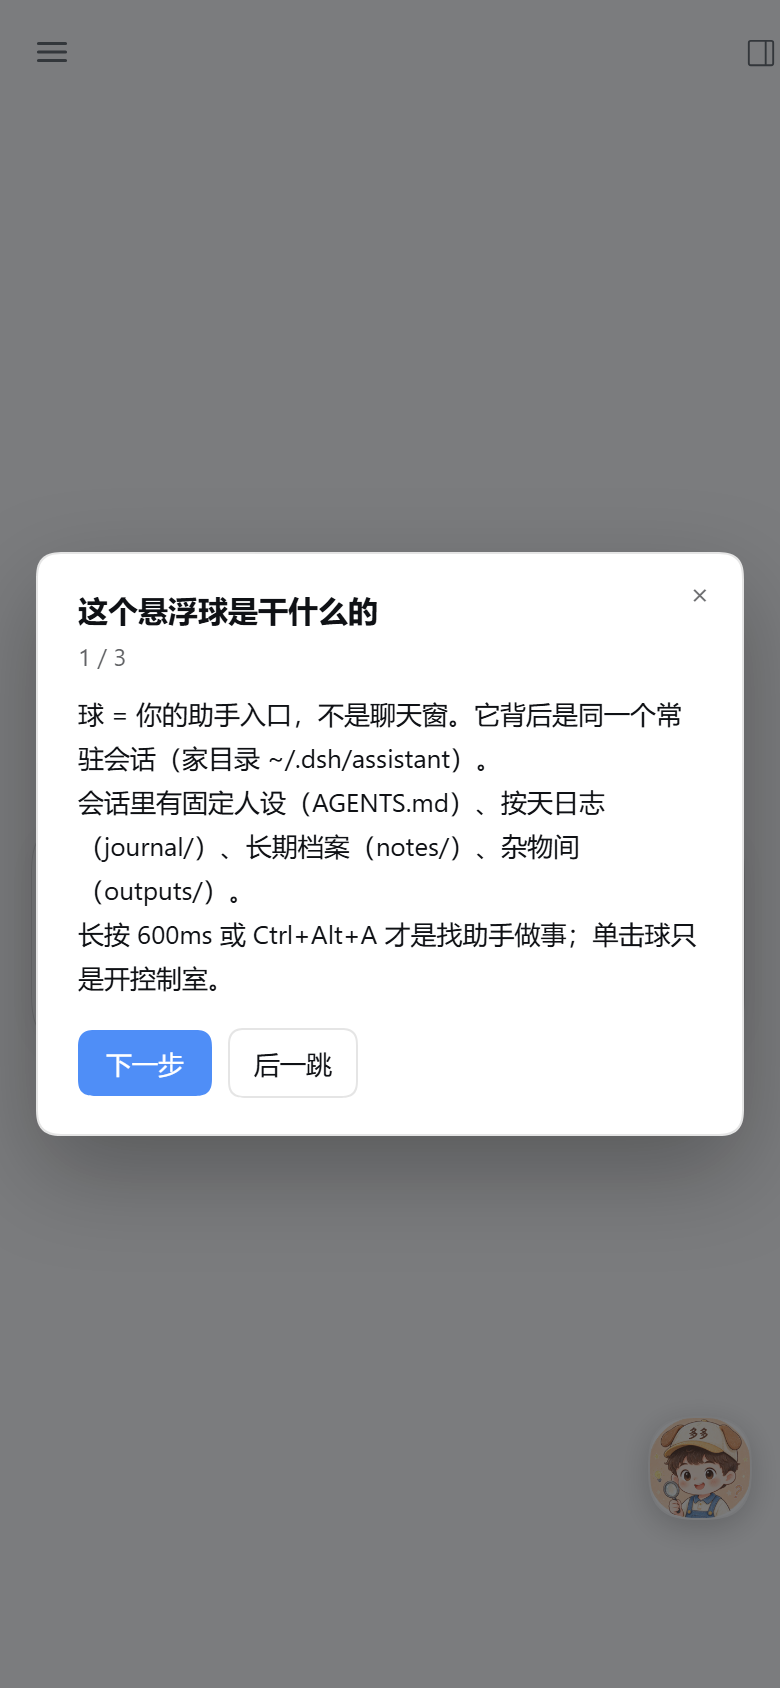 这个悬浮球是干什么的
1 / 3
球 = 你的助手入口，不是聊天窗。它背后是同一个常
驻会话（家目录 ~/.dsh/assistant）。
会话里有固定人设（AGENTS.md）、按天日志
（journal/）、长期档案（notes/）、杂物间
（outputs/）。
长按 600ms 或 Ctrl+Alt+A 才是找助手做事；单击球只
是开控制室。
下一步
后一跳
多多